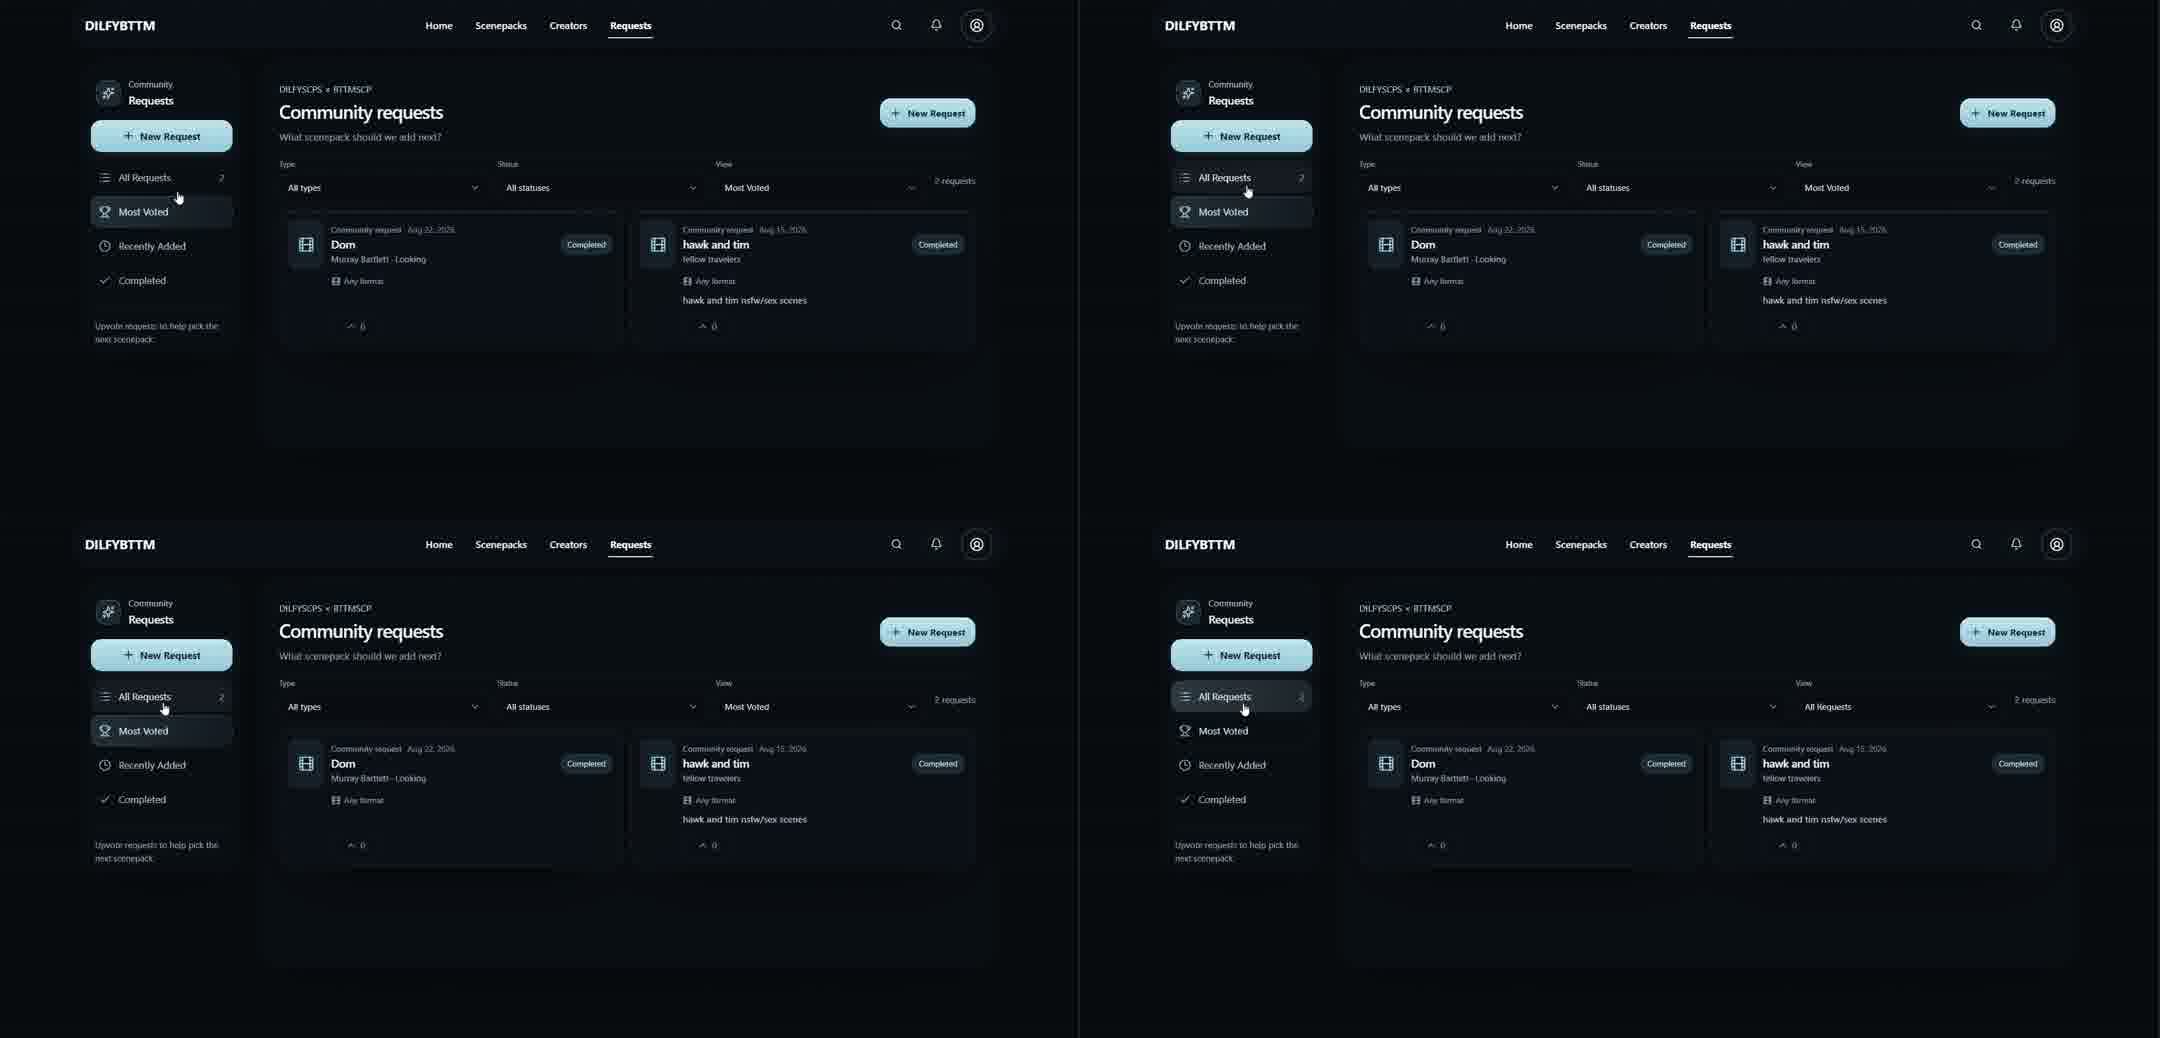 DILFYBTTM Home Scenepacks Creators Requests
Community
Requests
New Request
All Requests 2
Most Voted
Recently Added
Completed
Upvote requests to help pick the
next scenepack.
DILFYSCPS × BTTMSCP
Community requests
What scenepack should we add next?
New Request
Type Status View
All types All statuses Most Voted 2 requests
Community request Aug 22, 2026
Dom
Murray Bartlett · Looking
Completed
Any format
0
Community request Aug 15, 2026
hawk and tim
fellow travelers
Completed
Any format
hawk and tim nsfw/sex scenes
0
DILFYBTTM Home Scenepacks Creators Requests
Community
Requests
New Request
All Requests 2
Most Voted
Recently Added
Completed
Upvote requests to help pick the
next scenepack.
DILFYSCPS × BTTMSCP
Community requests
What scenepack should we add next?
New Request
Type Status View
All types All statuses Most Voted 2 requests
Community request Aug 22, 2026
Dom
Murray Bartlett · Looking
Completed
Any format
0
Community request Aug 15, 2026
hawk and tim
fellow travelers
Completed
Any format
hawk and tim nsfw/sex scenes
0
DILFYBTTM Home Scenepacks Creators Requests
Community
Requests
New Request
All Requests 2
Most Voted
Recently Added
Completed
Upvote requests to help pick the
next scenepack.
DILFYSCPS × BTTMSCP
Community requests
What scenepack should we add next?
New Request
Type Status View
All types All statuses Most Voted 2 requests
Community request Aug 22, 2026
Dom
Murray Bartlett · Looking
Completed
Any format
0
Community request Aug 15, 2026
hawk and tim
fellow travelers
Completed
Any format
hawk and tim nsfw/sex scenes
0
DILFYBTTM Home Scenepacks Creators Requests
Community
Requests
New Request
All Requests 2
Most Voted
Recently Added
Completed
Upvote requests to help pick the
next scenepack.
DILFYSCPS × BTTMSCP
Community requests
What scenepack should we add next?
New Request
Type Status View
All types All statuses All Requests 2 requests
Community request Aug 22, 2026
Dom
Murray Bartlett · Looking
Completed
Any format
0
Community request Aug 15, 2026
hawk and tim
fellow travelers
Completed
Any format
hawk and tim nsfw/sex scenes
0